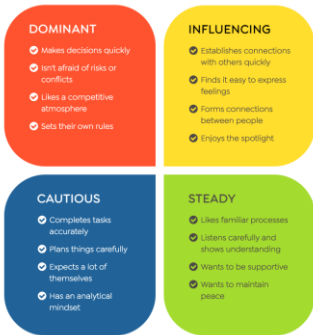 DOMINANT
Makes decisions quickly
Isn't afraid of risks or
conflicts
Likes a competitive
atmosphere
Sets their own rules
INFLUENCING
Establishes connections
with others quickly
Finds it easy to express
feelings
Forms connections
between people
Enjoys the spotlight
CAUTIOUS
Completes tasks
accurately
Plans things carefully
Expects a lot of
themselves
Has an analytical
mindset
STEADY
Likes familiar processes
Listens carefully and
shows understanding
Wants to be supportive
Wants to maintain
peace